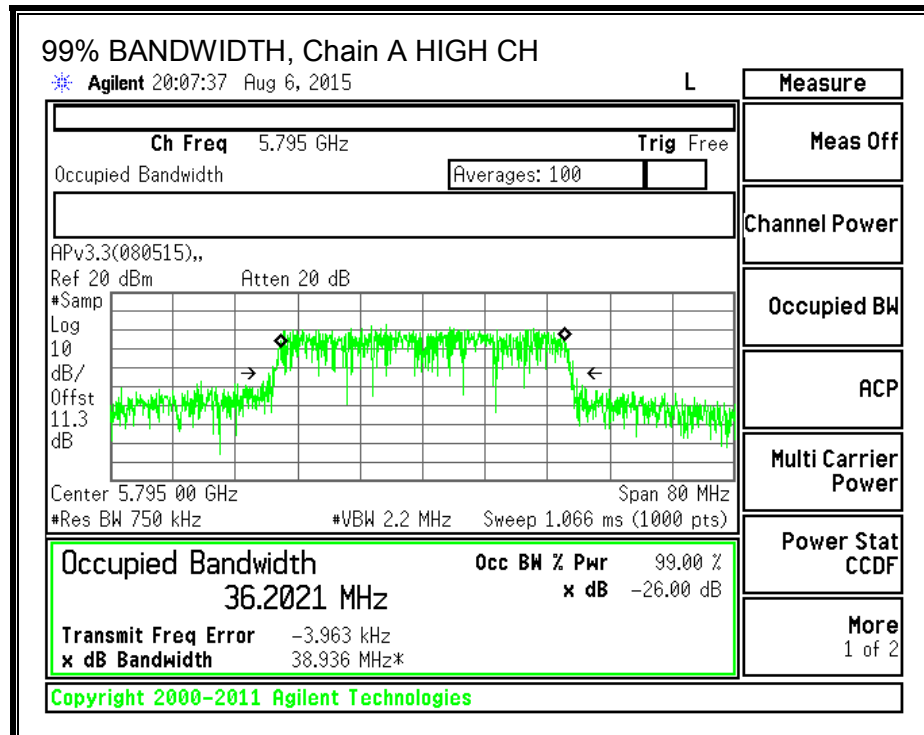 99% BANDWIDTH, Chain A HIGH CH
Agilent 20:07:37 Aug 6, 2015 L
Measure
Ch Freq 5.795 GHz Trig Free
Occupied Bandwidth Averages: 100
APv3.3(080515),,
Ref 20 dBm Atten 20 dB
#Samp
Log
10
dB/
Offst
11.3
dB
Center 5.795 00 GHz Span 80 MHz
#Res BW 750 kHz #VBW 2.2 MHz Sweep 1.066 ms (1000 pts)
Occupied Bandwidth Occ BW % Pwr 99.00 %
36.2021 MHz x dB -26.00 dB
Transmit Freq Error -3.963 kHz
x dB Bandwidth 38.936 MHz*
Meas Off
Channel Power
Occupied BW
ACP
Multi Carrier
Power
Power Stat
CCDF
More
1 of 2
Copyright 2000-2011 Agilent Technologies